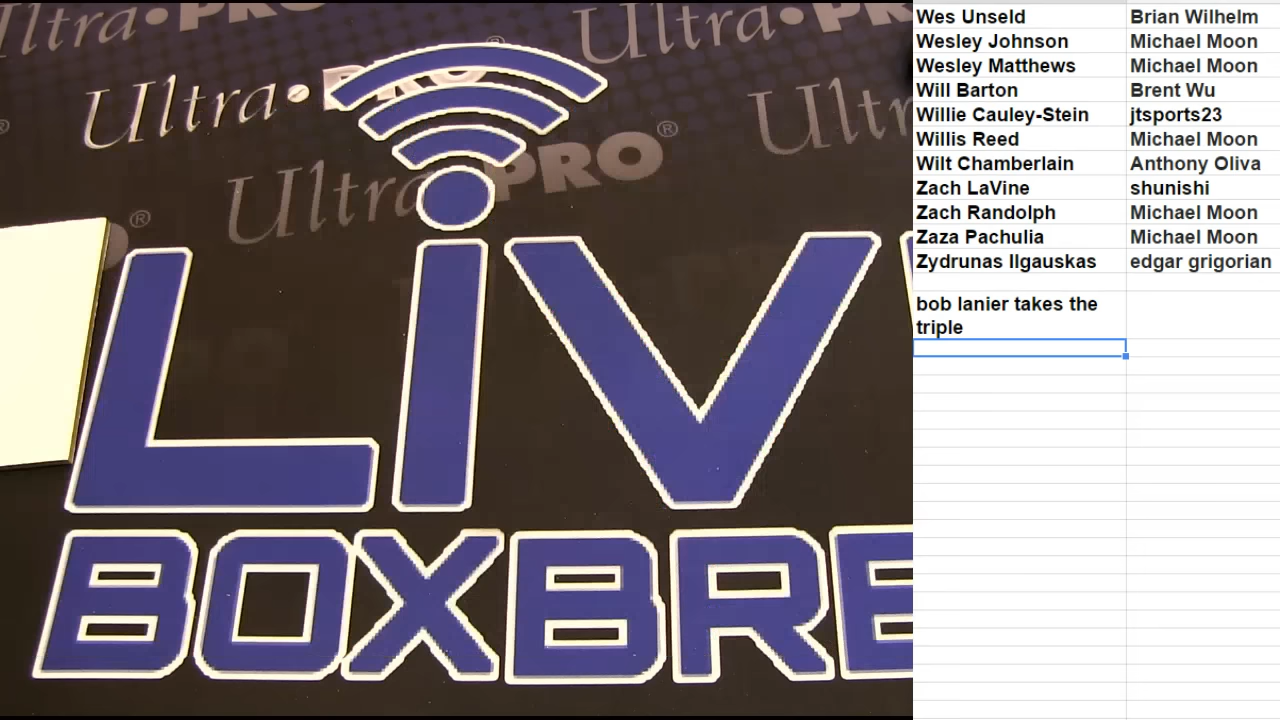 Ultra•PRO
Ultra•PRO®
Ultra•PRO®
Ultra PRO®
Ultra
®
®
LiV
BOXBRE
Wes Unseld Brian Wilhelm
Wesley Johnson Michael Moon
Wesley Matthews Michael Moon
Will Barton Brent Wu
Willie Cauley-Stein jtsports23
Willis Reed Michael Moon
Wilt Chamberlain Anthony Oliva
Zach LaVine shunishi
Zach Randolph Michael Moon
Zaza Pachulia Michael Moon
Zydrunas Ilgauskas edgar grigorian
bob lanier takes the
triple